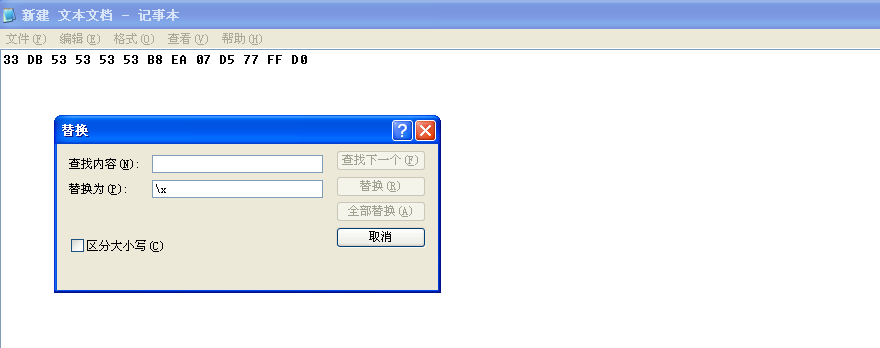 新建 文本文档 - 记事本
文件(F) 编辑(E) 格式(O) 查看(V) 帮助(H)
33 DB 53 53 53 53 B8 EA 07 D5 77 FF D0
替换
查找内容(N): 查找下一个(F)
替换为(P): \x 替换(R)
全部替换(A)
区分大小写(C) 取消